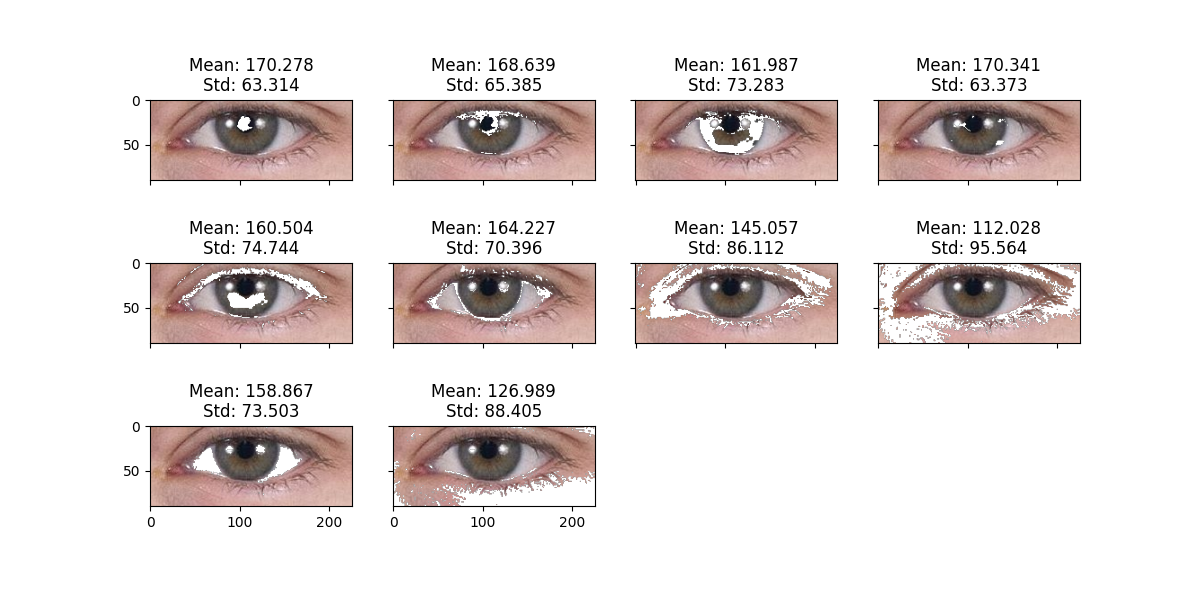 Mean: 170.278
Std: 63.314
Mean: 168.639
Std: 65.385
Mean: 161.987
Std: 73.283
Mean: 170.341
Std: 63.373
0
50
Mean: 160.504
Std: 74.744
Mean: 164.227
Std: 70.396
Mean: 145.057
Std: 86.112
Mean: 112.028
Std: 95.564
0
50
Mean: 158.867
Std: 73.503
Mean: 126.989
Std: 88.405
0
50
0
100
200
0
100
200